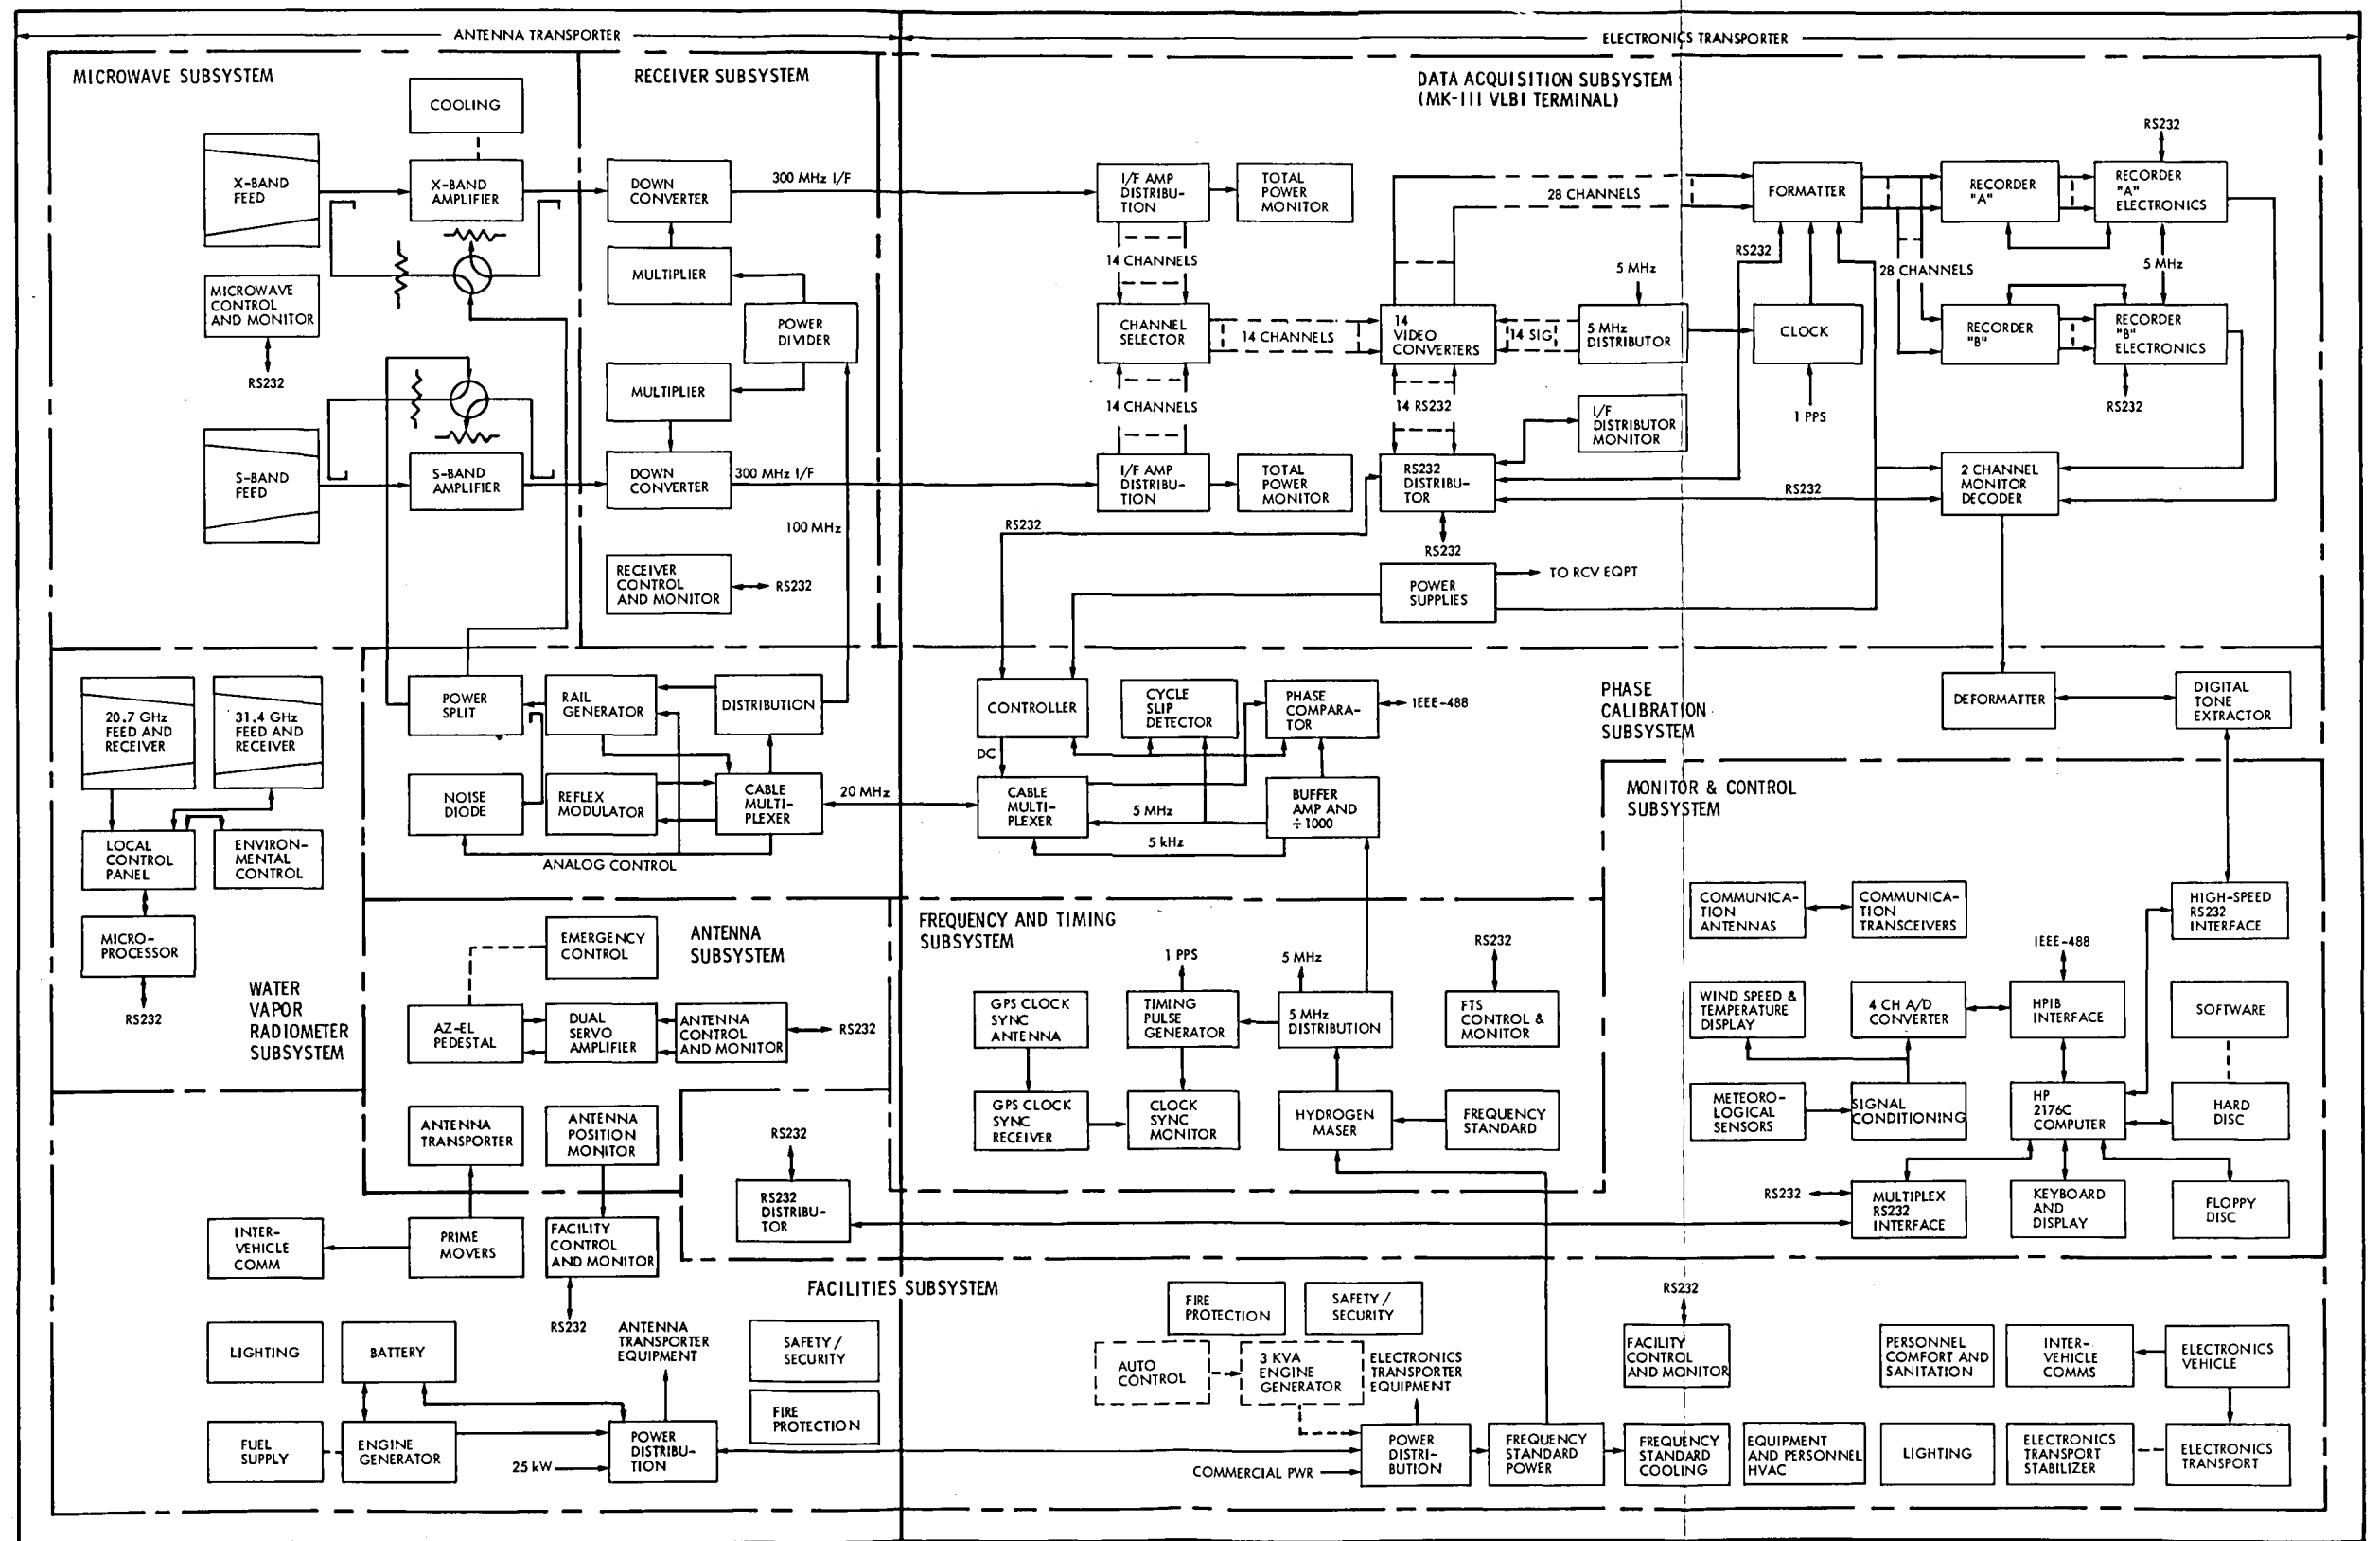 ANTENNA TRANSPORTER
ELECTRONICS TRANSPORTER
MICROWAVE SUBSYSTEM
COOLING
X-BAND
FEED
X-BAND
AMPLIFIER
MICROWAVE
CONTROL
AND MONITOR
RS232
S-BAND
FEED
S-BAND
AMPLIFIER
RECEIVER SUBSYSTEM
DOWN
CONVERTER
300 MHz I/F
MULTIPLIER
POWER
DIVIDER
MULTIPLIER
DOWN
CONVERTER
300 MHz I/F
100 MHz
RECEIVER
CONTROL
AND MONITOR
RS232
DATA ACQUISITION SUBSYSTEM
(MK-III VLBI TERMINAL)
I/F AMP
DISTRIBU-
TION
TOTAL
POWER
MONITOR
14 CHANNELS
CHANNEL
SELECTOR
14 CHANNELS
14 CHANNELS
I/F AMP
DISTRIBU-
TION
TOTAL
POWER
MONITOR
28 CHANNELS
14
VIDEO
CONVERTERS
14 SIG
5 MHz
5 MHz
DISTRIBUTOR
14 RS232
I/F
DISTRIBUTOR
MONITOR
RS232
DISTRIBU-
TOR
RS232
RS232
RS232
RS232
POWER
SUPPLIES
TO RCV EQPT
FORMATTER
CLOCK
1 PPS
28 CHANNELS
RECORDER
"A"
RS232
RECORDER
"A"
ELECTRONICS
5 MHz
RECORDER
"B"
RECORDER
"B"
ELECTRONICS
RS232
2 CHANNEL
MONITOR
DECODER
20.7 GHz
FEED AND
RECEIVER
31.4 GHz
FEED AND
RECEIVER
LOCAL
CONTROL
PANEL
ENVIRON-
MENTAL
CONTROL
MICRO-
PROCESSOR
RS232
WATER
VAPOR
RADIOMETER
SUBSYSTEM
POWER
SPLIT
RAIL
GENERATOR
DISTRIBUTION
NOISE
DIODE
REFLEX
MODULATOR
CABLE
MULTI-
PLEXER
ANALOG CONTROL
20 MHz
CONTROLLER
DC
CABLE
MULTI-
PLEXER
CYCLE
SLIP
DETECTOR
PHASE
COMPARA-
TOR
IEEE-488
5 MHz
5 kHz
BUFFER
AMP AND
÷1000
PHASE
CALIBRATION
SUBSYSTEM
DEFORMATTER
DIGITAL
TONE
EXTRACTOR
EMERGENCY
CONTROL
ANTENNA
SUBSYSTEM
AZ-EL
PEDESTAL
DUAL
SERVO
AMPLIFIER
ANTENNA
CONTROL
AND MONITOR
RS232
ANTENNA
TRANSPORTER
ANTENNA
POSITION
MONITOR
FREQUENCY AND TIMING
SUBSYSTEM
1 PPS
5 MHz
RS232
GPS CLOCK
SYNC
ANTENNA
TIMING
PULSE
GENERATOR
5 MHz
DISTRIBUTION
FTS
CONTROL &
MONITOR
GPS CLOCK
SYNC
RECEIVER
CLOCK
SYNC
MONITOR
HYDROGEN
MASER
FREQUENCY
STANDARD
MONITOR & CONTROL
SUBSYSTEM
COMMUNICA-
TION
ANTENNAS
COMMUNICA-
TION
TRANSCEIVERS
HIGH-SPEED
RS232
INTERFACE
IEEE-488
WIND SPEED &
TEMPERATURE
DISPLAY
4 CH A/D
CONVERTER
HPIB
INTERFACE
SOFTWARE
METEORO-
LOGICAL
SENSORS
SIGNAL
CONDITIONING
HP
2176C
COMPUTER
HARD
DISC
RS232
MULTIPLEX
RS232
INTERFACE
KEYBOARD
AND
DISPLAY
FLOPPY
DISC
RS232
RS232
DISTRIBU-
TOR
INTER-
VEHICLE
COMM
PRIME
MOVERS
FACILITY
CONTROL
AND MONITOR
RS232
FACILITIES SUBSYSTEM
LIGHTING
BATTERY
ANTENNA
TRANSPORTER
EQUIPMENT
SAFETY/
SECURITY
FIRE
PROTECTION
FUEL
SUPPLY
ENGINE
GENERATOR
25 kW
POWER
DISTRIBU-
TION
FIRE
PROTECTION
SAFETY/
SECURITY
AUTO
CONTROL
3 KVA
ENGINE
GENERATOR
ELECTRONICS
TRANSPORTER
EQUIPMENT
COMMERCIAL PWR
POWER
DISTRI-
BUTION
FREQUENCY
STANDARD
POWER
FREQUENCY
STANDARD
COOLING
RS232
FACILITY
CONTROL
AND MONITOR
EQUIPMENT
AND PERSONNEL
HVAC
PERSONNEL
COMFORT AND
SANITATION
INTER-
VEHICLE
COMMS
ELECTRONICS
VEHICLE
LIGHTING
ELECTRONICS
TRANSPORT
STABILIZER
ELECTRONICS
TRANSPORT